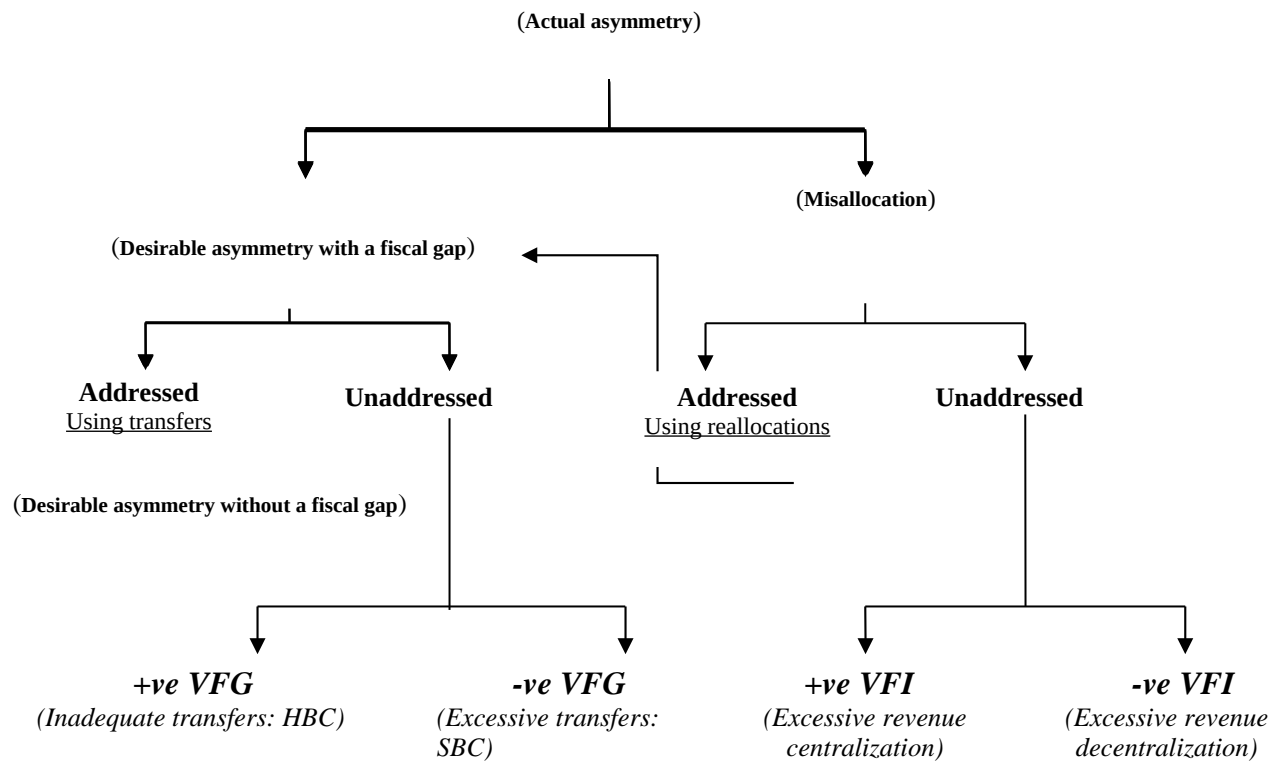 (Actual asymmetry)
(Misallocation)
(Desirable asymmetry with a fiscal gap)
Addressed
Using transfers
Unaddressed
Addressed
Using reallocations
Unaddressed
(Desirable asymmetry without a fiscal gap)
+ve VFG
(Inadequate transfers: HBC)
-ve VFG
(Excessive transfers:
SBC)
+ve VFI
(Excessive revenue
centralization)
-ve VFI
(Excessive revenue
decentralization)